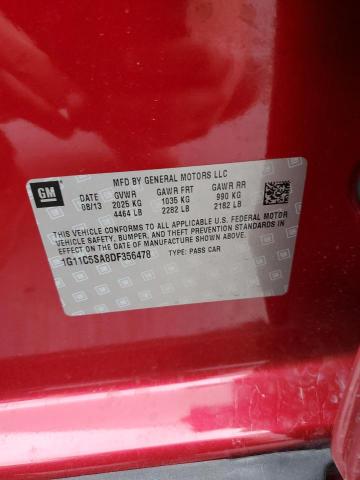 GM
MFD BY GENERAL MOTORS LLC
DATE GVWR GAWR FRT GAWR RR
08/13 2025 KG 1035 KG 990 KG
4464 LB 2282 LB 2182 LB
THIS VEHICLE CONFORMS TO ALL APPLICABLE U.S. FEDERAL MOTOR
VEHICLE SAFETY, BUMPER, AND THEFT PREVENTION STANDARDS IN
EFFECT ON THE DATE OF MANUFACTURE SHOWN ABOVE.
1G11C5SA8DF356478 TYPE: PASS CAR